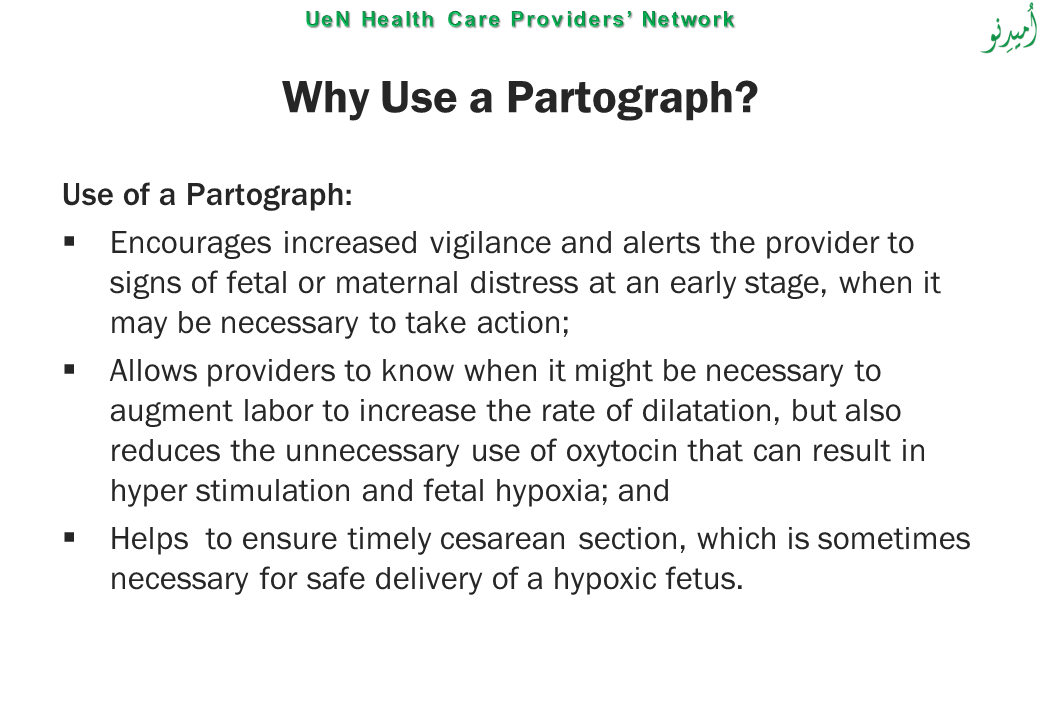 UeN Health Care Providers’ Network
اُمیدِنو
Why Use a Partograph?
Use of a Partograph:
▪ Encourages increased vigilance and alerts the provider to
signs of fetal or maternal distress at an early stage, when it
may be necessary to take action;
▪ Allows providers to know when it might be necessary to
augment labor to increase the rate of dilatation, but also
reduces the unnecessary use of oxytocin that can result in
hyper stimulation and fetal hypoxia; and
▪ Helps  to ensure timely cesarean section, which is sometimes
necessary for safe delivery of a hypoxic fetus.